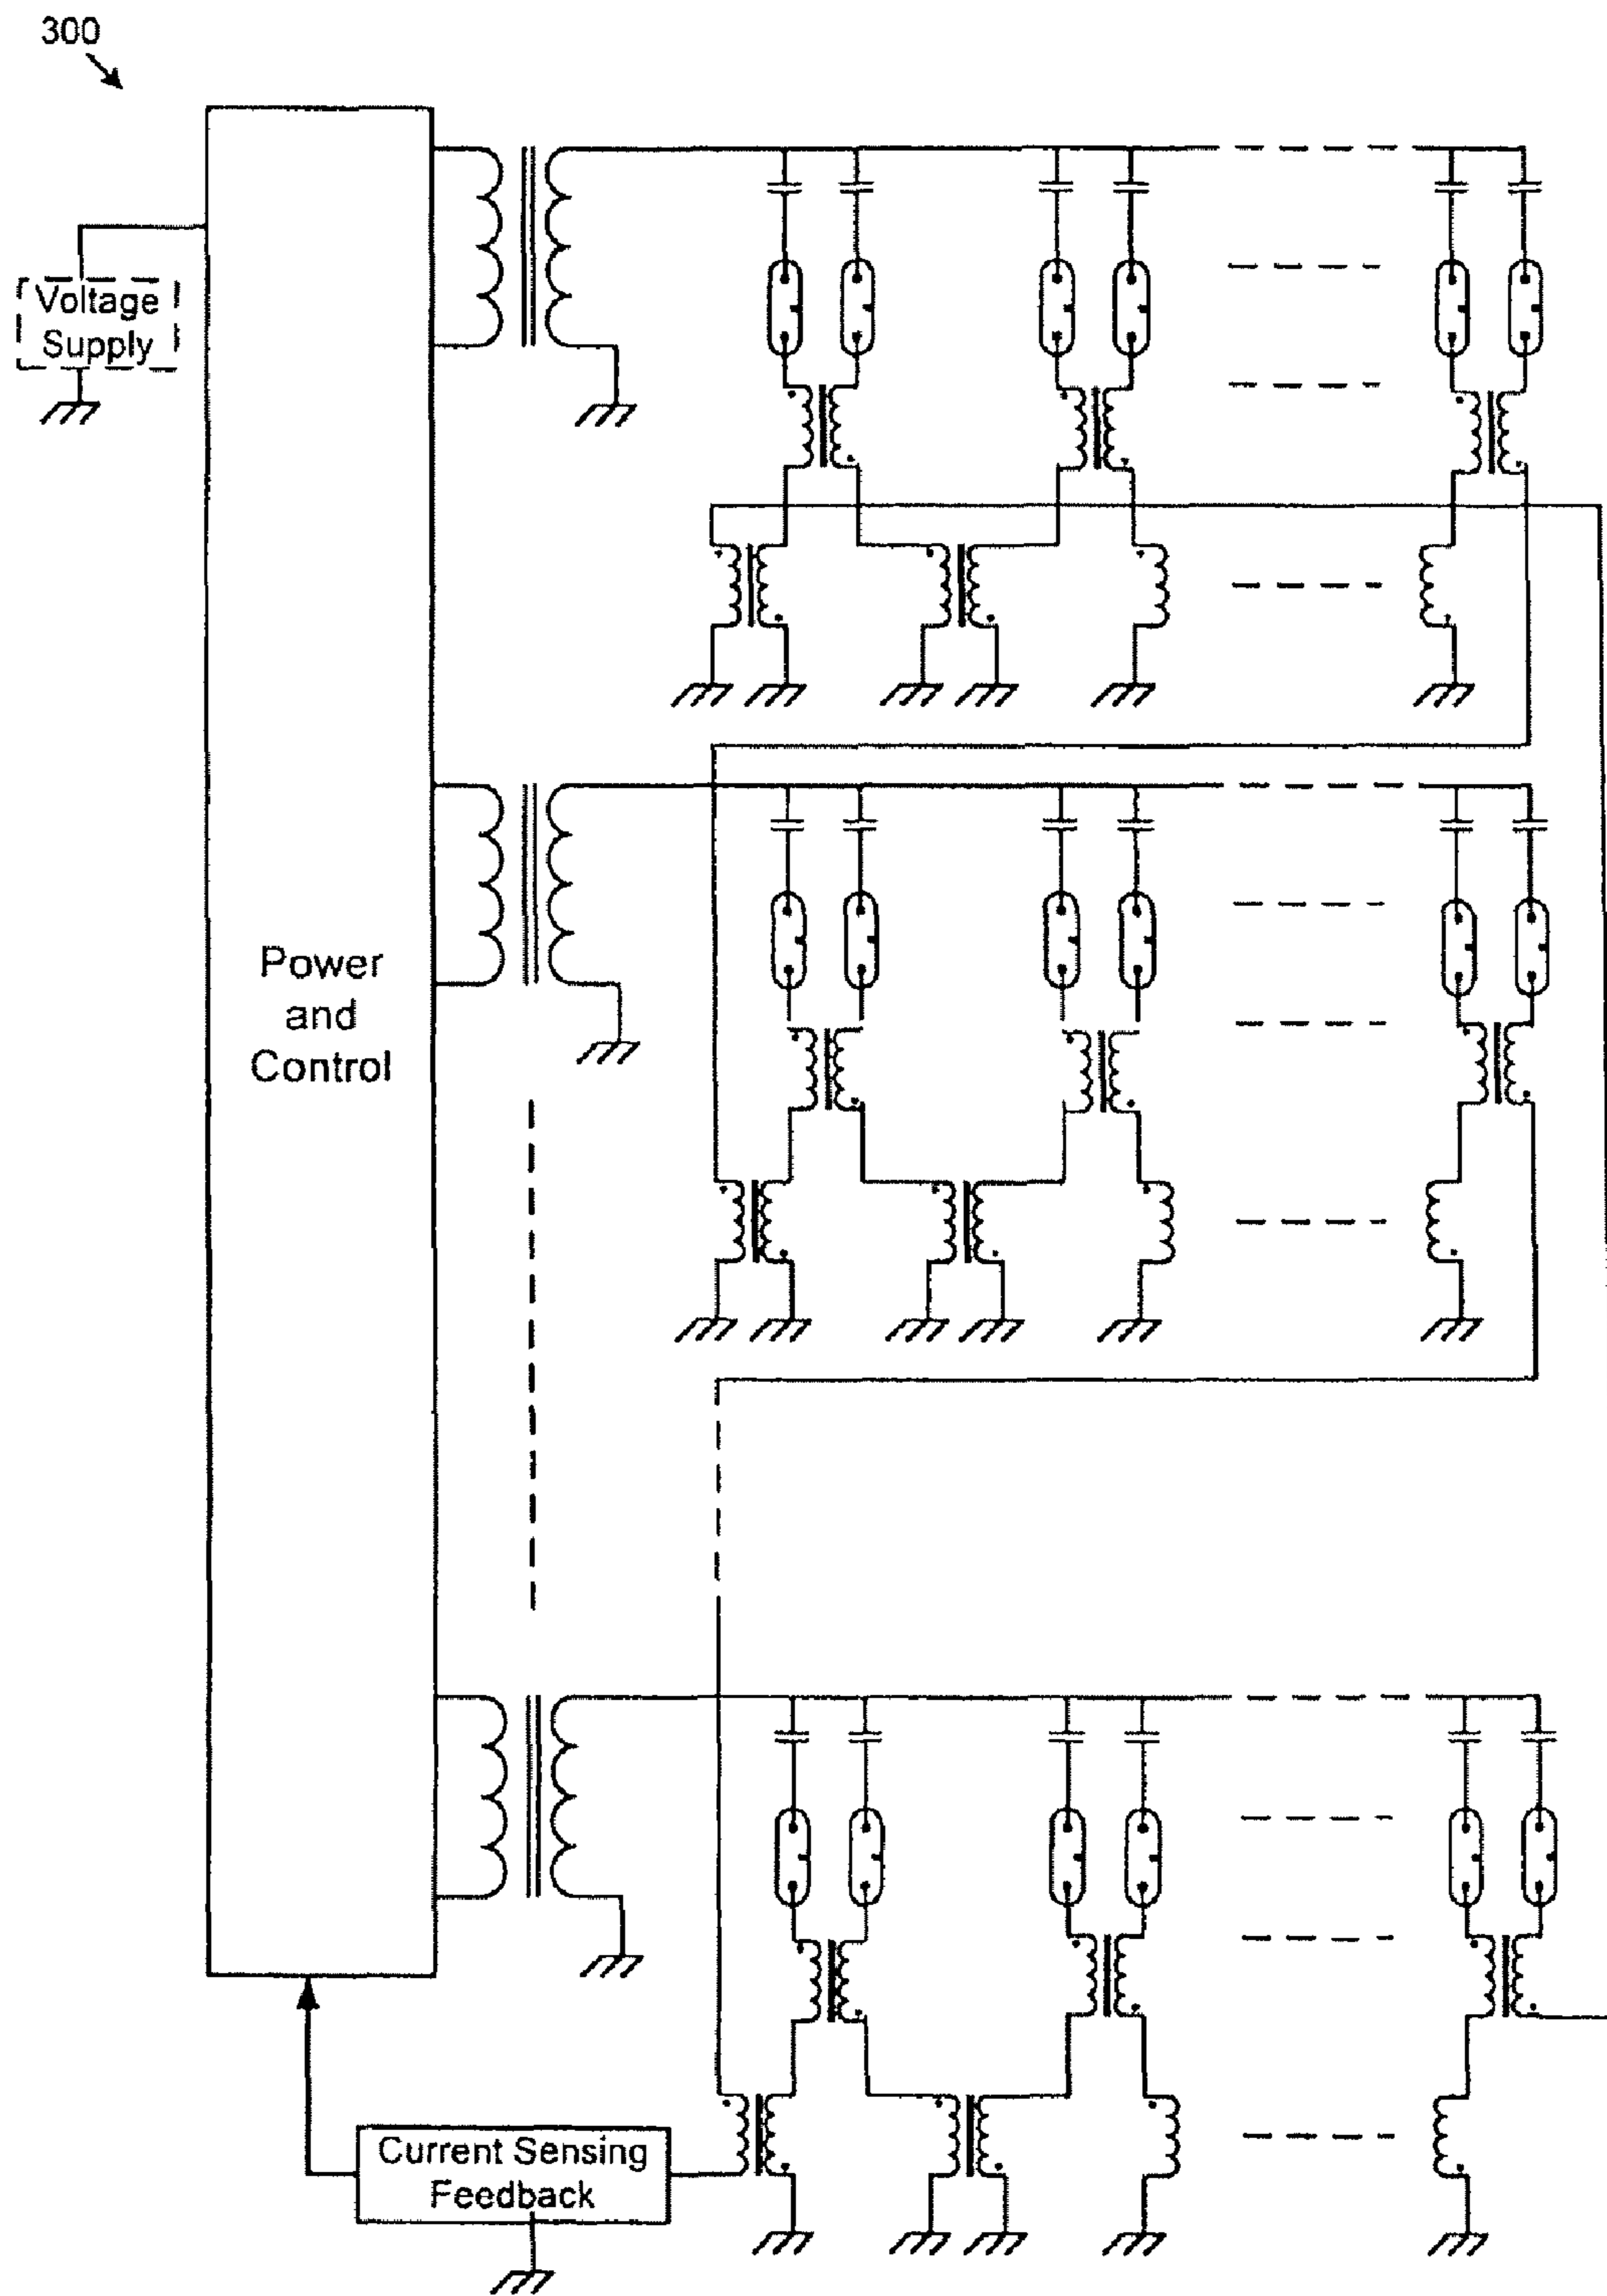 300
Voltage
Supply
Power
and
Control
Current Sensing
Feedback